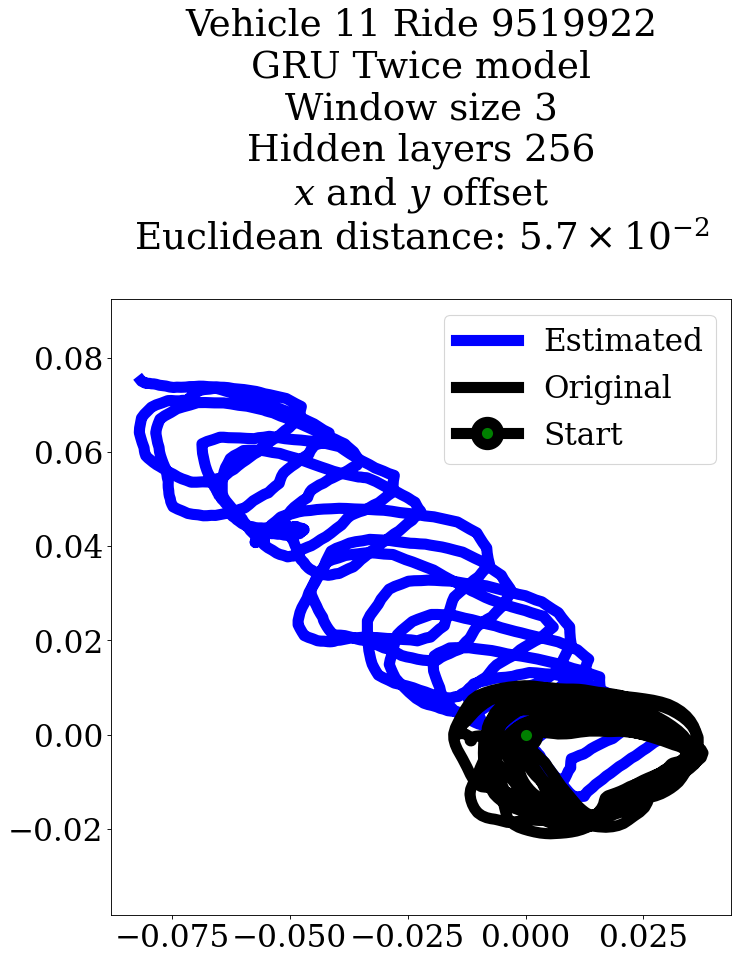 Vehicle 11 Ride 9519922
GRU Twice model
Window size 3
Hidden layers 256
x and y offset
Euclidean distance: 5.7 × 10⁻²
Estimated
Original
Start
0.08
0.06
0.04
0.02
0.00
−0.02
−0.075 −0.050 −0.025 0.000 0.025